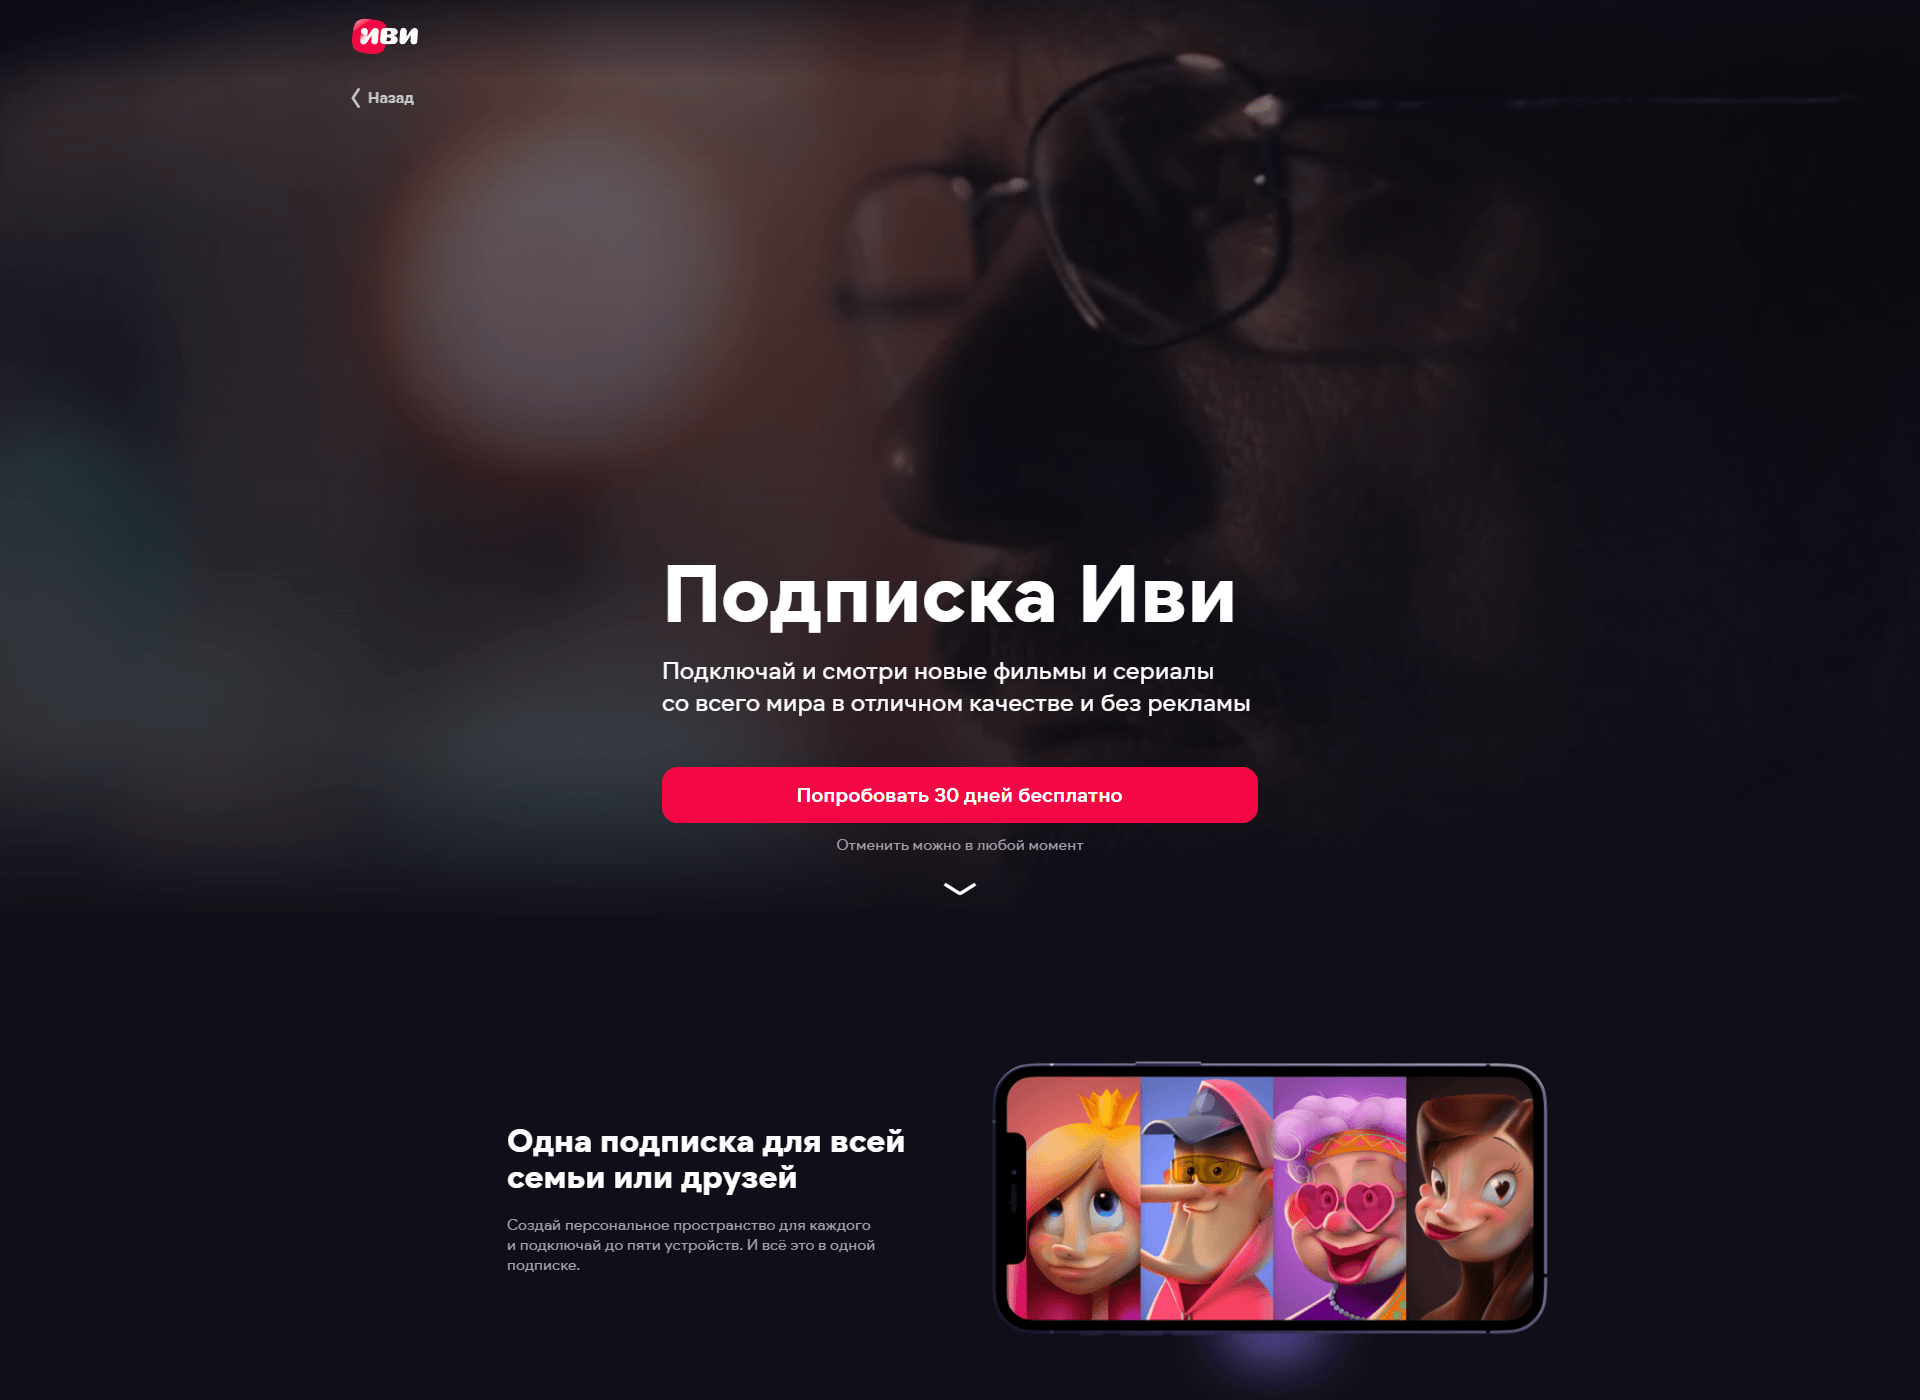 иви
Назад
Подписка Иви
Подключай и смотри новые фильмы и сериалы
со всего мира в отличном качестве и без рекламы
Попробовать 30 дней бесплатно
Отменить можно в любой момент
Одна подписка для всей
семьи или друзей
Создай персональное пространство для каждого
и подключай до пяти устройств. И всё это в одной
подписке.